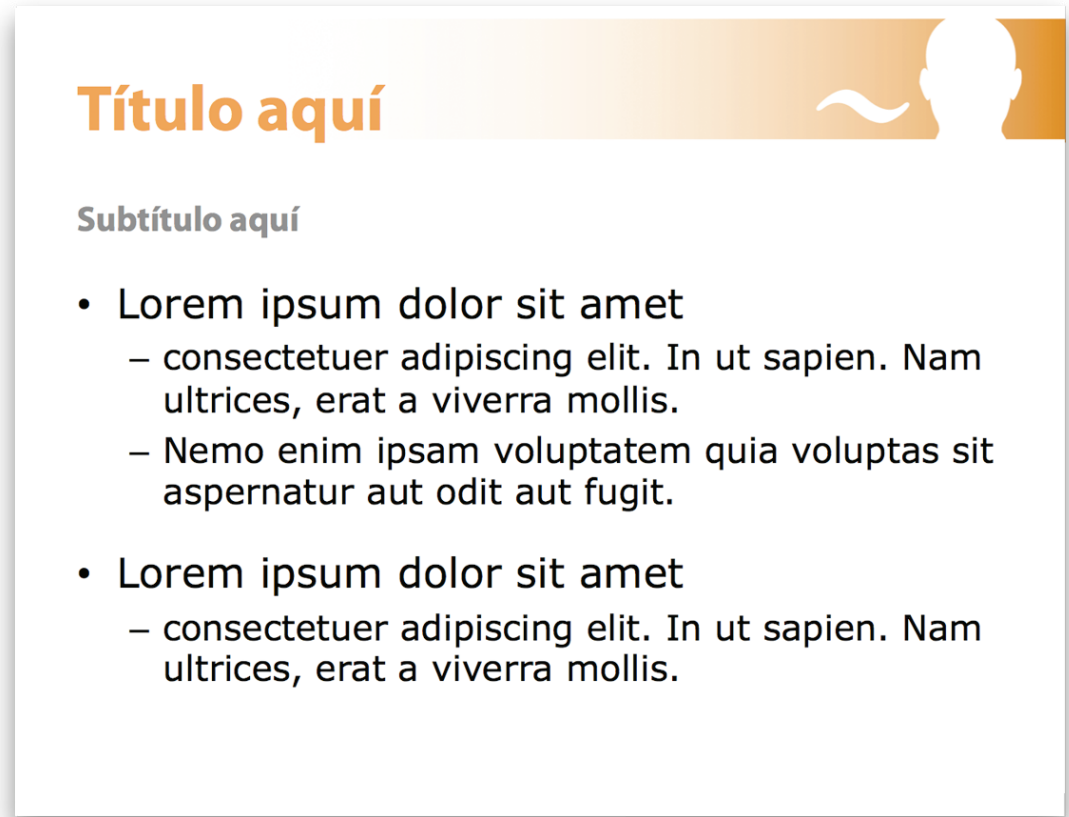 Título aquí
Subtítulo aquí
• Lorem ipsum dolor sit amet
– consectetuer adipiscing elit. In ut sapien. Nam
ultrices, erat a viverra mollis.
– Nemo enim ipsam voluptatem quia voluptas sit
aspernatur aut odit aut fugit.
• Lorem ipsum dolor sit amet
– consectetuer adipiscing elit. In ut sapien. Nam
ultrices, erat a viverra mollis.